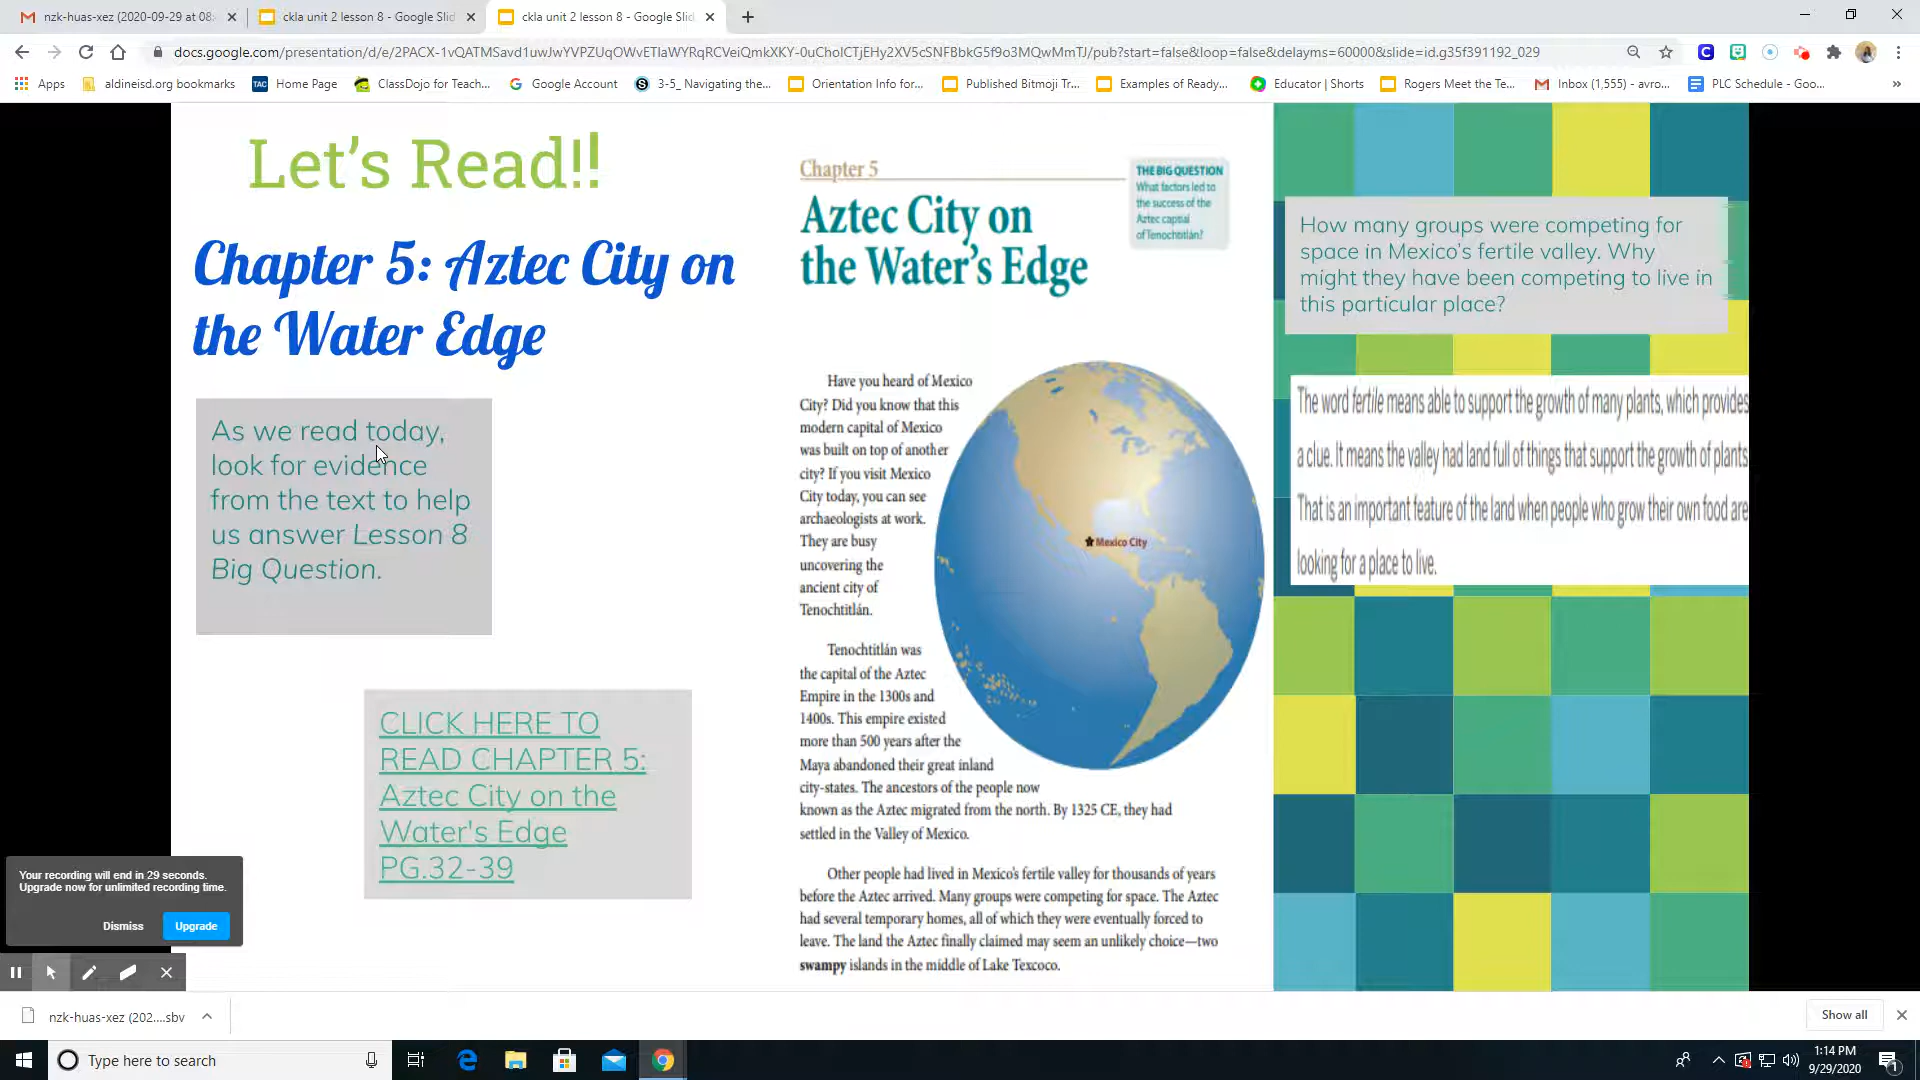 nzk-huas-xez (2020-09-29 at 08:
ckla unit 2 lesson 8 - Google Slid
ckla unit 2 lesson 8 - Google Slid
docs.google.com/presentation/d/e/2PACX-1vQATMSavd1uwJwYVPZUqOWvETIaWYRqRCVeiQmkXKY-0uChoICTjEHy2XV5cSNFBbkG5f9o3MQwMmTJ/pub?start=false&loop=false&delayms=60000&slide=id.g35f391192_029
Apps
aldineisd.org bookmarks
TAC Home Page
ClassDojo for Teach...
Google Account
3-5_ Navigating the...
Orientation Info for...
Published Bitmoji Tr...
Examples of Ready...
Educator | Shorts
Rogers Meet the Te...
Inbox (1,555) - avro...
PLC Schedule - Goo...
Let's Read!!
Chapter 5: Aztec City on
the Water Edge
As we read today,
look for evidence
from the text to help
us answer Lesson 8
Big Question.
CLICK HERE TO
READ CHAPTER 5:
Aztec City on the
Water's Edge
PG.32-39
Chapter 5
Aztec City on
the Water's Edge
THE BIG QUESTION
What factors led to
the success of the
Aztec capital
of Tenochtitlán?
Have you heard of Mexico
City? Did you know that this
modern capital of Mexico
was built on top of another
city? If you visit Mexico
City today, you can see
archaeologists at work.
They are busy
uncovering the
ancient city of
Tenochtitlán.
Mexico City
Tenochtitlán was
the capital of the Aztec
Empire in the 1300s and
1400s. This empire existed
more than 500 years after the
Maya abandoned their great inland
city-states. The ancestors of the people now
known as the Aztec migrated from the north. By 1325 CE, they had
settled in the Valley of Mexico.
Other people had lived in Mexico's fertile valley for thousands of years
before the Aztec arrived. Many groups were competing for space. The Aztec
had several temporary homes, all of which they were eventually forced to
leave. The land the Aztec finally claimed may seem an unlikely choice—two
swampy islands in the middle of Lake Texcoco.
How many groups were competing for
space in Mexico's fertile valley. Why
might they have been competing to live in
this particular place?
The word fertile means able to support the growth of many plants, which provides
a clue. It means the valley had land full of things that support the growth of plants
That is an important feature of the land when people who grow their own food are
looking for a place to live.
Your recording will end in 29 seconds.
Upgrade now for unlimited recording time.
Dismiss
Upgrade
nzk-huas-xez (202....sbv
Show all
Type here to search
1:14 PM
9/29/2020